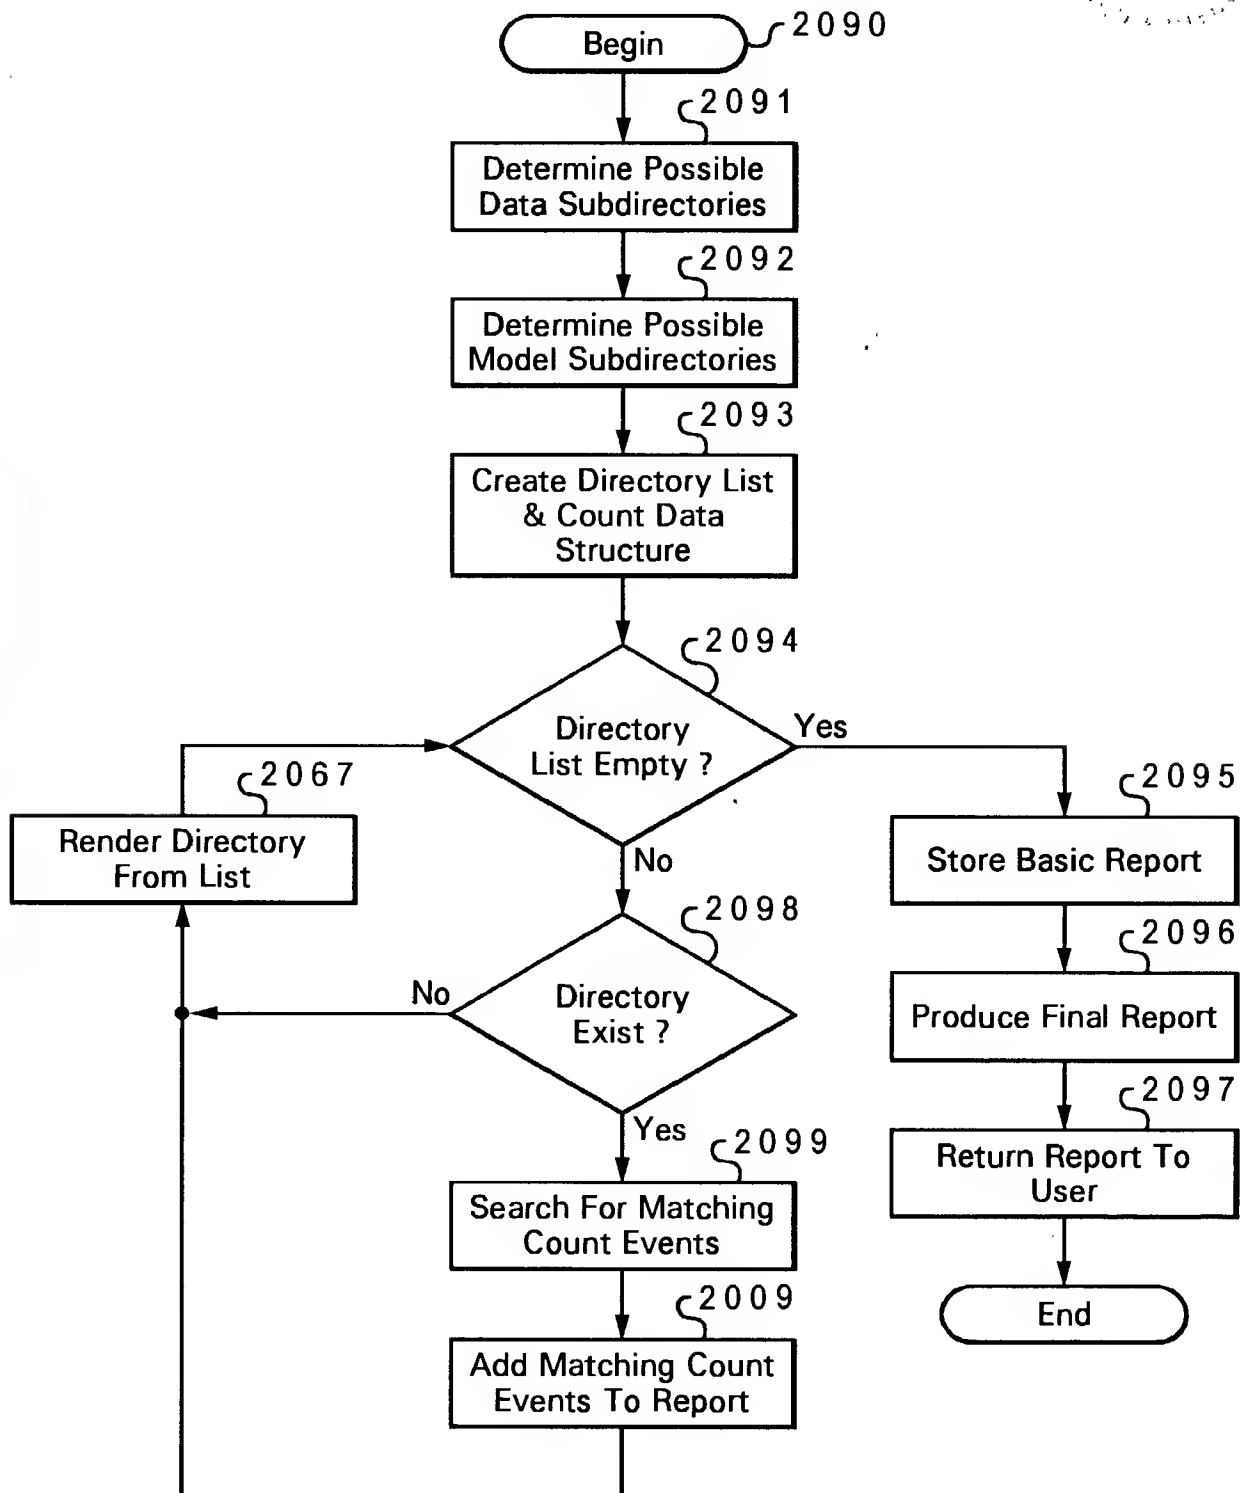 Begin
2090
2091
Determine Possible
Data Subdirectories
2092
Determine Possible
Model Subdirectories
2093
Create Directory List
& Count Data
Structure
2094
Directory
List Empty ?
Yes
No
2067
Render Directory
From List
2095
Store Basic Report
2098
Directory
Exist ?
No
Yes
2096
Produce Final Report
2097
Return Report To
User
End
2099
Search For Matching
Count Events
2009
Add Matching Count
Events To Report